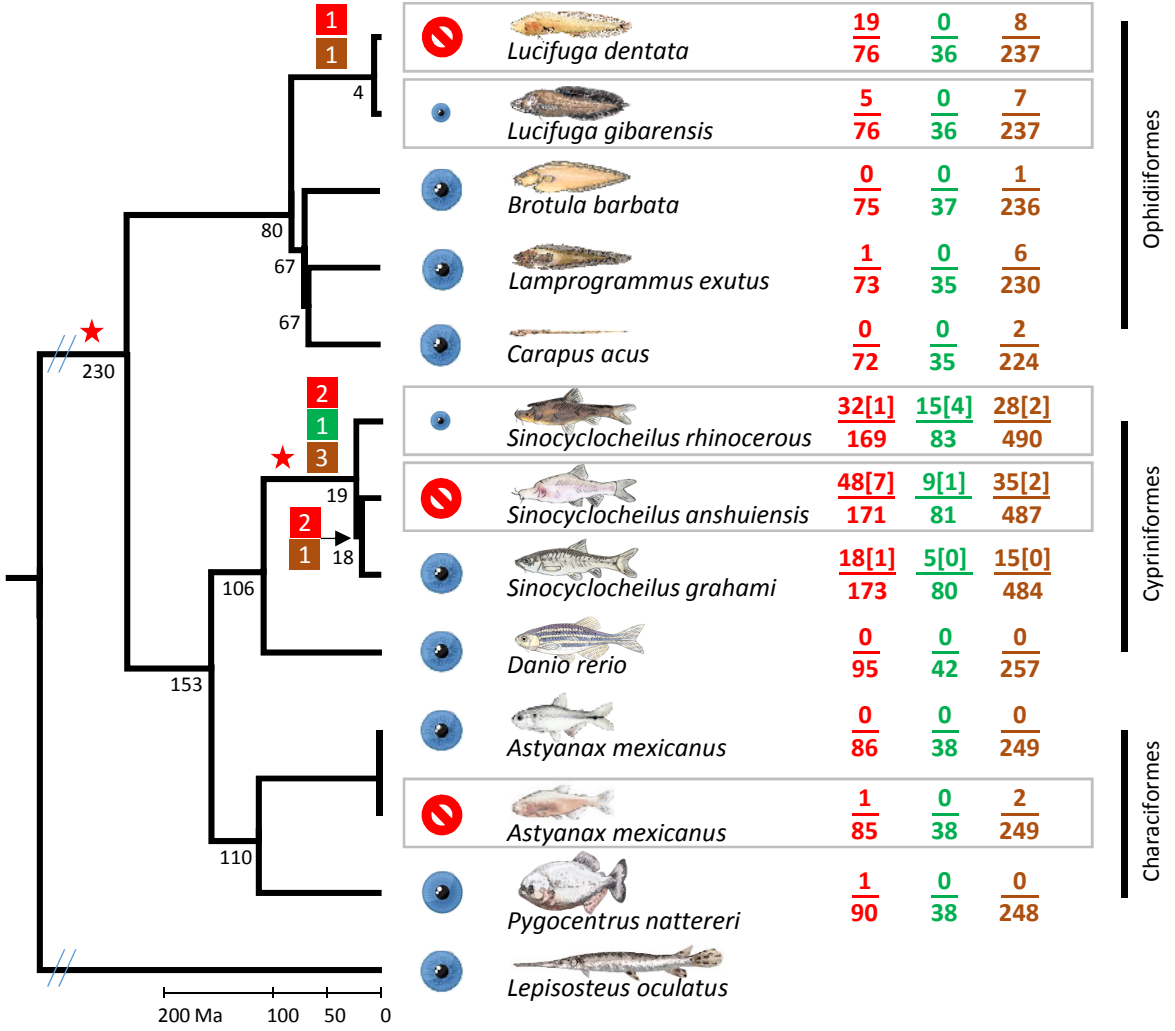 1
1
4
80
67
67
230
2
1
3
19
2
1
18
106
153
110
200 Ma 100 50 0
19 0 8
Lucifuga dentata
76 36 237
5 0 7
Lucifuga gibarensis
76 36 237
0 0 1
Brotula barbata
75 37 236
1 0 6
Lamprogrammus exutus
73 35 230
0 0 2
Carapus acus
72 35 224
32[1] 15[4] 28[2]
Sinocyclocheilus rhinocerous
169 83 490
48[7] 9[1] 35[2]
Sinocyclocheilus anshuiensis
171 81 487
18[1] 5[0] 15[0]
Sinocyclocheilus grahami
173 80 484
0 0 0
Danio rerio
95 42 257
0 0 0
Astyanax mexicanus
86 38 249
1 0 2
Astyanax mexicanus
85 38 249
1 0 0
Pygocentrus nattereri
90 38 248
Lepisosteus oculatus
Ophidiiformes
Cypriniformes
Characiformes